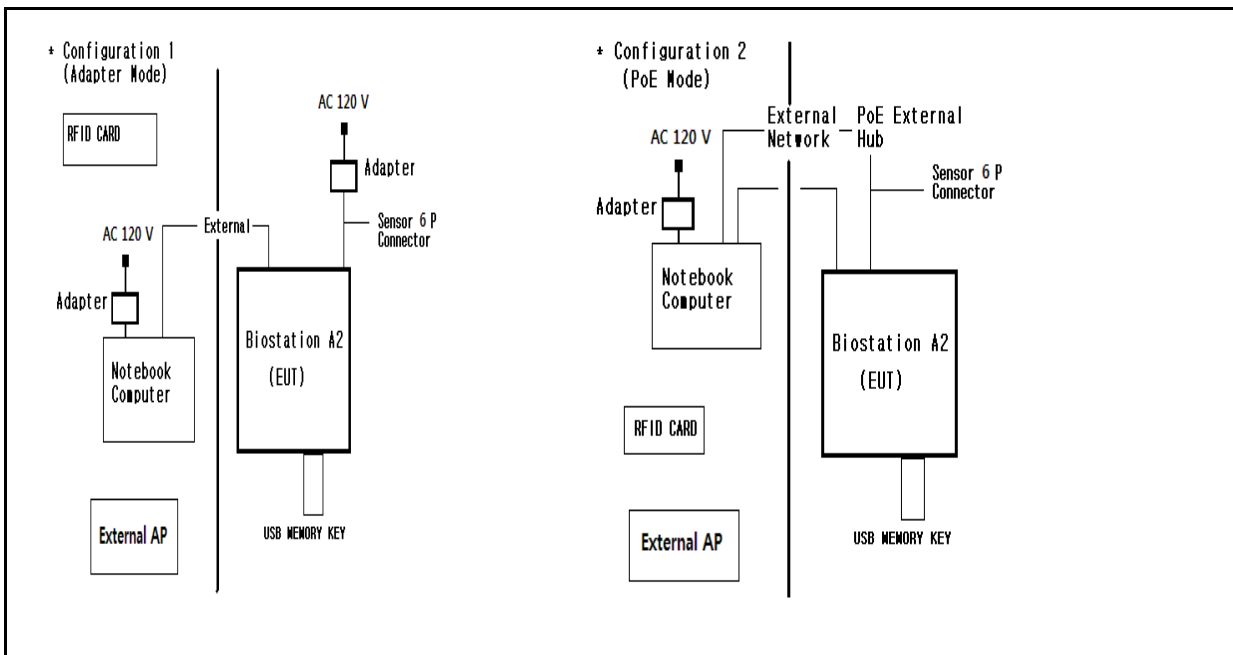 * Configuration 1
(Adapter Mode)
RFID CARD
AC 120 V
Adapter
Sensor 6 P
Connector
External
AC 120 V
Adapter
Notebook
Computer
Biostation A2
(EUT)
External AP
USB MEMORY KEY
* Configuration 2
(PoE Mode)
External
Network
PoE External
Hub
AC 120 V
Sensor 6 P
Connector
Adapter
Notebook
Computer
Biostation A2
(EUT)
RFID CARD
External AP
USB MEMORY KEY